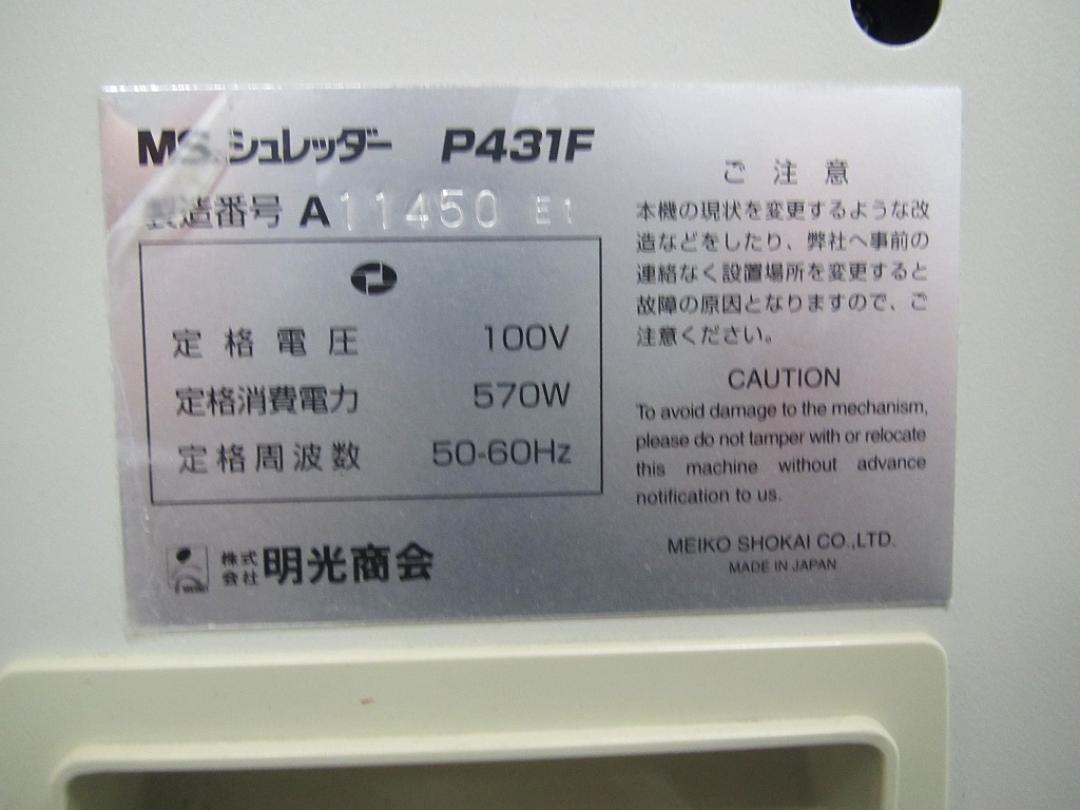 MS.シュレッダー P431F
製造番号 A11450 E1
定格電圧 100V
定格消費電力 570W
定格周波数 50-60Hz
株式会社 明光商会
ご注意
本機の現状を変更するような改
造などをしたり、弊社へ事前の
連絡なく設置場所を変更すると
故障の原因となりますので、ご
注意ください。
CAUTION
To avoid damage to the mechanism,
please do not tamper with or relocate
this machine without advance
notification to us.
MEIKO SHOKAI CO.,LTD.
MADE IN JAPAN